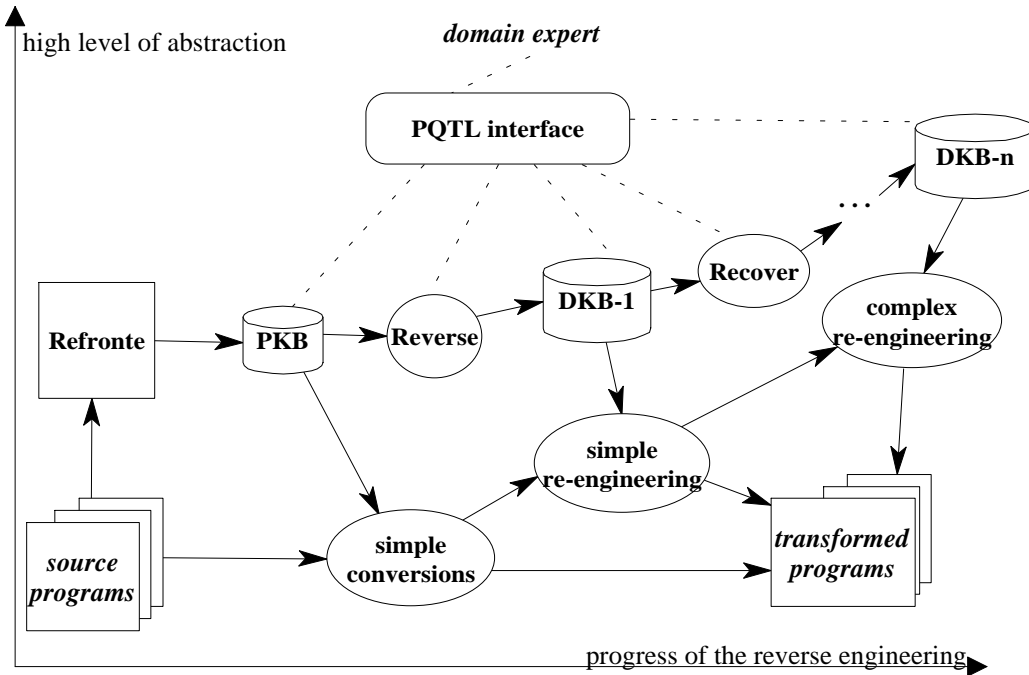 high level of abstraction
domain expert
PQTL interface
DKB-n
. . .
Recover
DKB-1
Refronte
PKB
Reverse
complex
re-engineering
simple
re-engineering
source
programs
simple
conversions
transformed
programs
progress of the reverse engineering